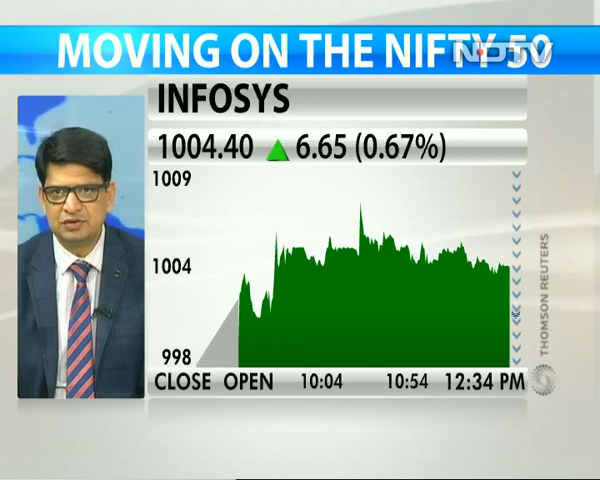 MOVING ON THE NIFTY 50
NDTV
INFOSYS
1004.40 ▲ 6.65 (0.67%)
1009
1004
998
CLOSE OPEN 10:04 10:54 12:34 PM
THOMSON REUTERS